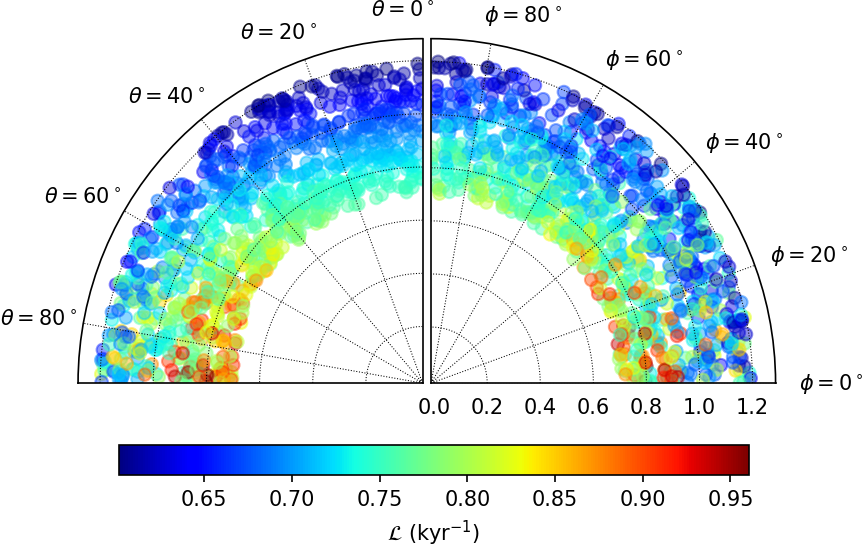 θ = 0°
θ = 20°
θ = 40°
θ = 60°
θ = 80°
ϕ = 80°
ϕ = 60°
ϕ = 40°
ϕ = 20°
ϕ = 0°
0.0 0.2 0.4 0.6 0.8 1.0 1.2
0.65 0.70 0.75 0.80 0.85 0.90 0.95
ℒ (kyr⁻¹)